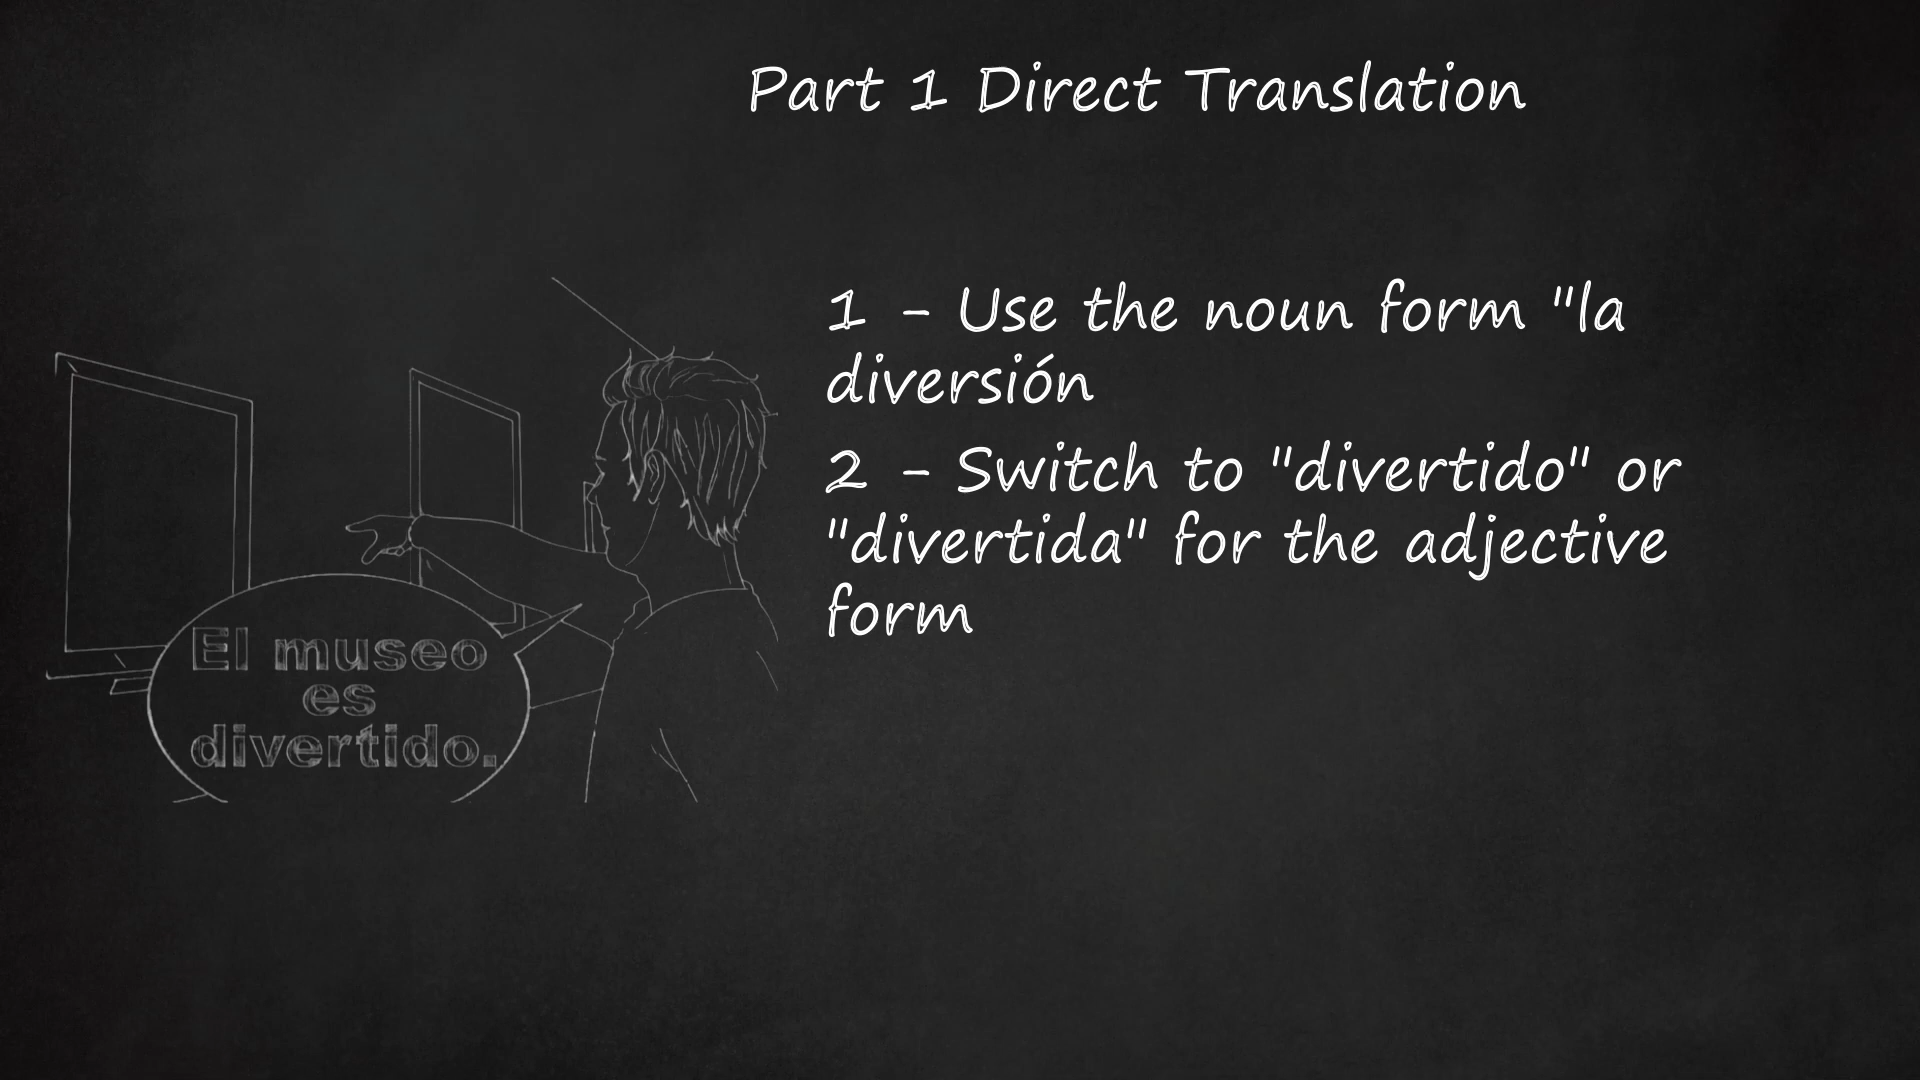 Part 1 Direct Translation
1 - Use the noun form "la
diversión
2 - Switch to "divertido" or
"divertida" for the adjective
form
El museo
es
divertido.